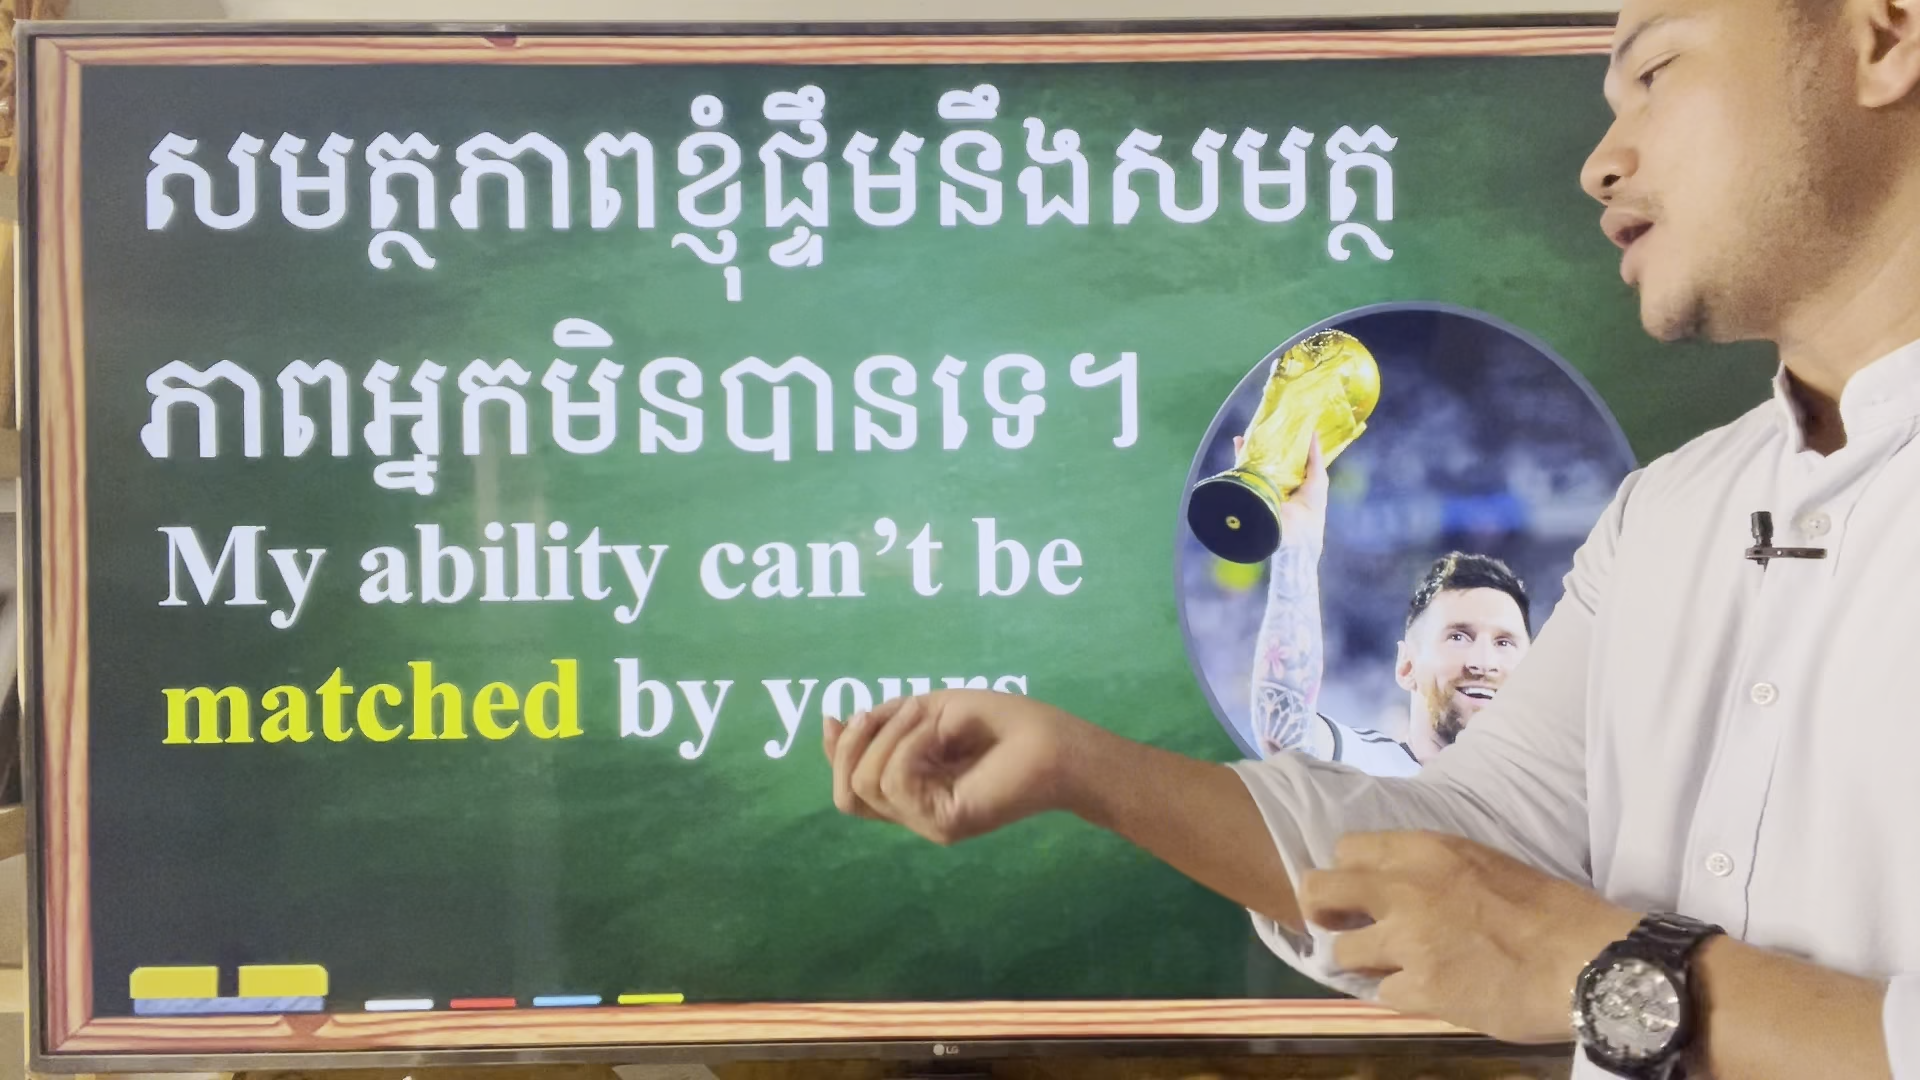 សមត្ថភាពខ្ញុំផ្ទឹមនឹងសមត្ថ
ភាពអ្នកមិនបានទេ។
My ability can’t be
matched by yours
LG